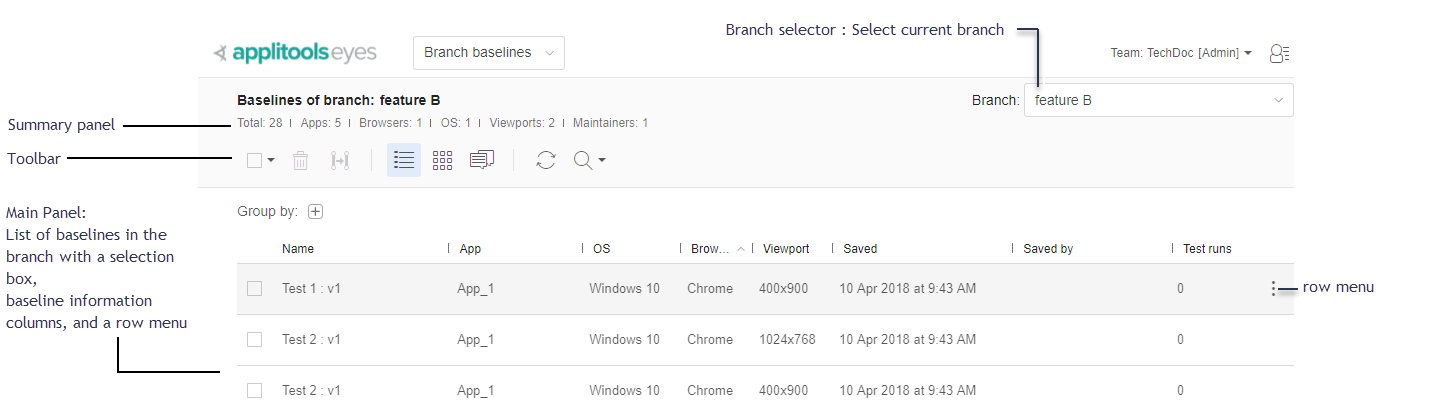 Branch selector : Select current branch
applitools eyes
Branch baselines
Team: TechDoc [Admin]
Baselines of branch: feature B
Branch:
feature B
Summary panel
Total: 28 | Apps: 5 | Browsers: 1 | OS: 1 | Viewports: 2 | Maintainers: 1
Toolbar
Main Panel:
List of baselines in the
branch with a selection
box,
baseline information
columns, and a row menu
Group by:
Name | App | OS | Brow... | Viewport | Saved | Saved by | Test runs
Test 1 : v1 App_1 Windows 10 Chrome 400x900 10 Apr 2018 at 9:43 AM 0
row menu
Test 2 : v1 App_1 Windows 10 Chrome 1024x768 10 Apr 2018 at 9:43 AM 0
Test 2 : v1 App_1 Windows 10 Chrome 400x900 10 Apr 2018 at 9:43 AM 0